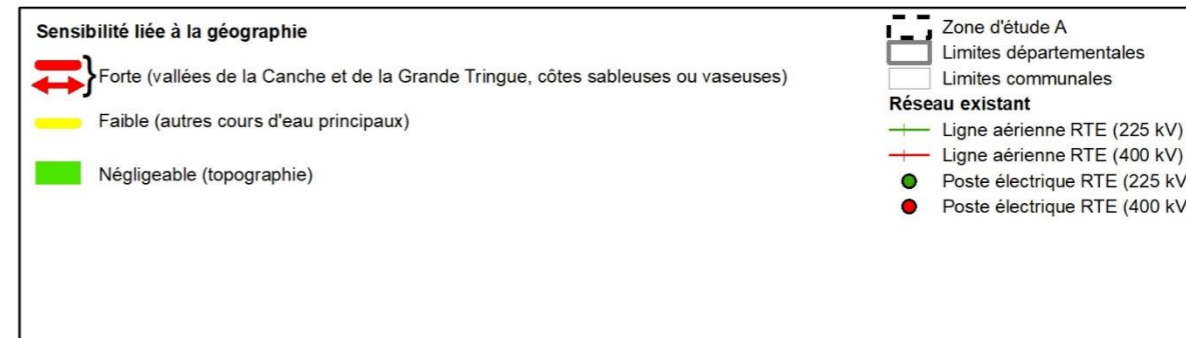 Sensibilité liée à la géographie
Forte (vallées de la Canche et de la Grande Tringue, côtes sableuses ou vaseuses)
Faible (autres cours d'eau principaux)
Négligeable (topographie)
Zone d'étude A
Limites départementales
Limites communales
Réseau existant
Ligne aérienne RTE (225 kV)
Ligne aérienne RTE (400 kV)
Poste électrique RTE (225 kV
Poste électrique RTE (400 kV